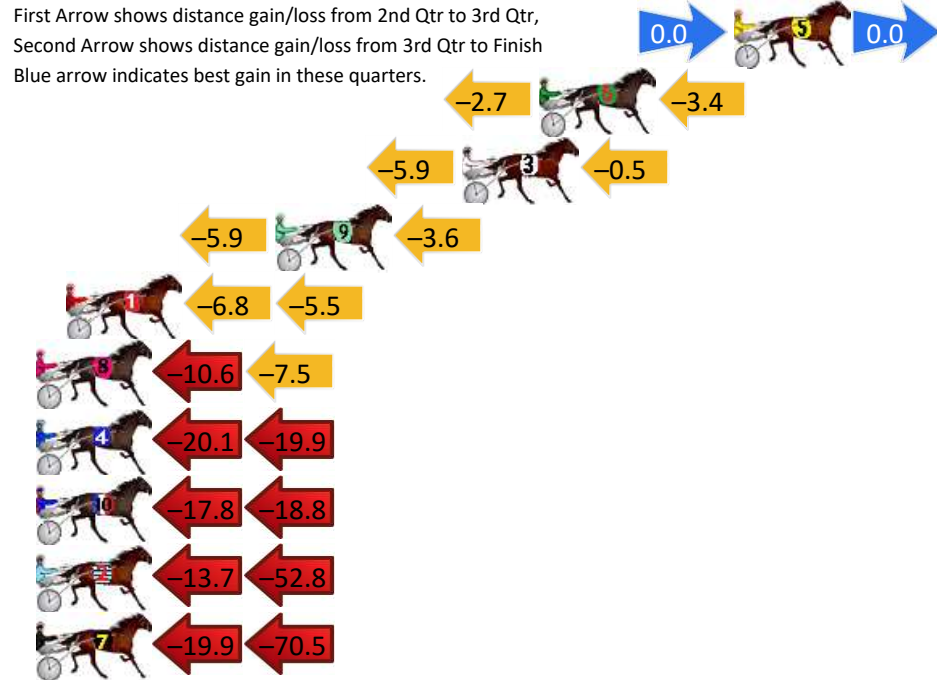 First Arrow shows distance gain/loss from 2nd Qtr to 3rd Qtr,
Second Arrow shows distance gain/loss from 3rd Qtr to Finish
Blue arrow indicates best gain in these quarters.
0.0 5 0.0
–2.7 6 –3.4
–5.9 3 –0.5
–5.9 9 –3.6
1 –6.8 –5.5
8 –10.6 –7.5
4 –20.1 –19.9
10 –17.8 –18.8
2 –13.7 –52.8
7 –19.9 –70.5